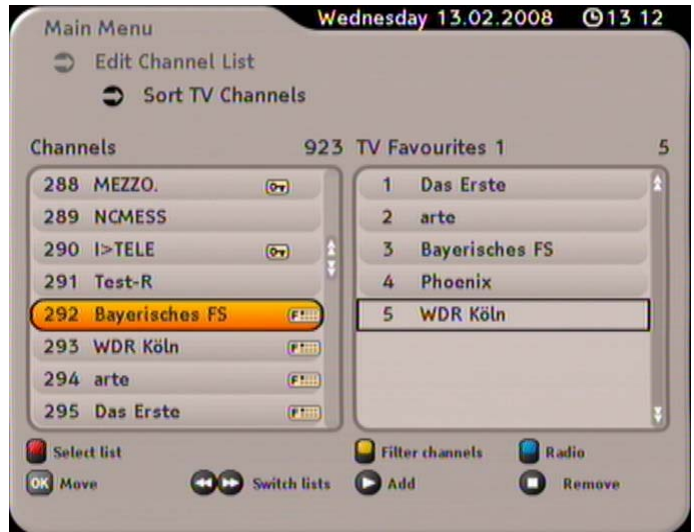 Main Menu
Wednesday 13.02.2008 13 12
Edit Channel List
Sort TV Channels
Channels 923
288 MEZZO.
289 NCMESS
290 I>TELE
291 Test-R
292 Bayerisches FS F
293 WDR Köln F
294 arte F
295 Das Erste F
TV Favourites 1 5
1 Das Erste
2 arte
3 Bayerisches FS
4 Phoenix
5 WDR Köln
Select list
Filter channels
Radio
OK Move
Switch lists
Add
Remove